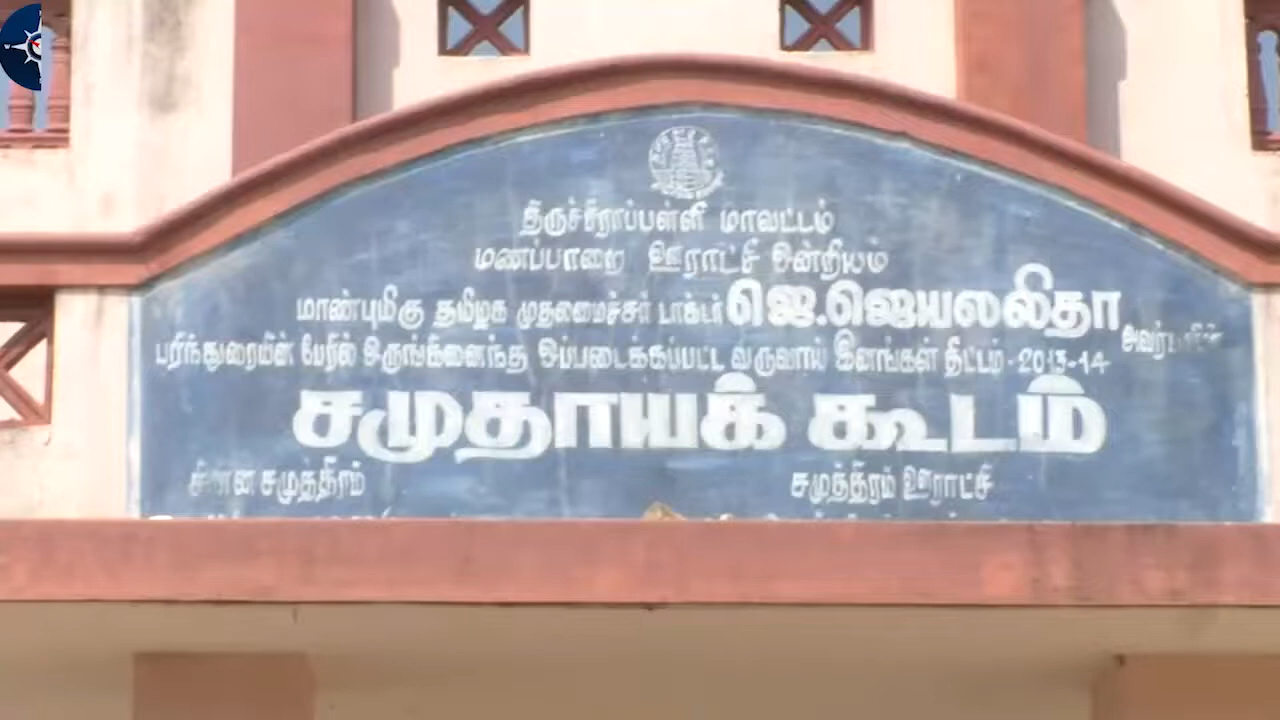 திருச்சிராப்பள்ளி மாவட்டம்
மணப்பாறை ஊராட்சி ஒன்றியம்
மாண்புமிகு தமிழக முதலமைச்சர் டாக்டர் ஜெ.ஜெயலலிதா அவர்களின்
பரிந்துரையின் பேரில் ஒருங்கிணைந்த ஒப்படைக்கப்பட்ட வருவாய் இனங்கள் திட்டம் - 2013-14
சமுதாயக் கூடம்
சின்ன சமுத்திரம் சமுத்திரம் ஊராட்சி